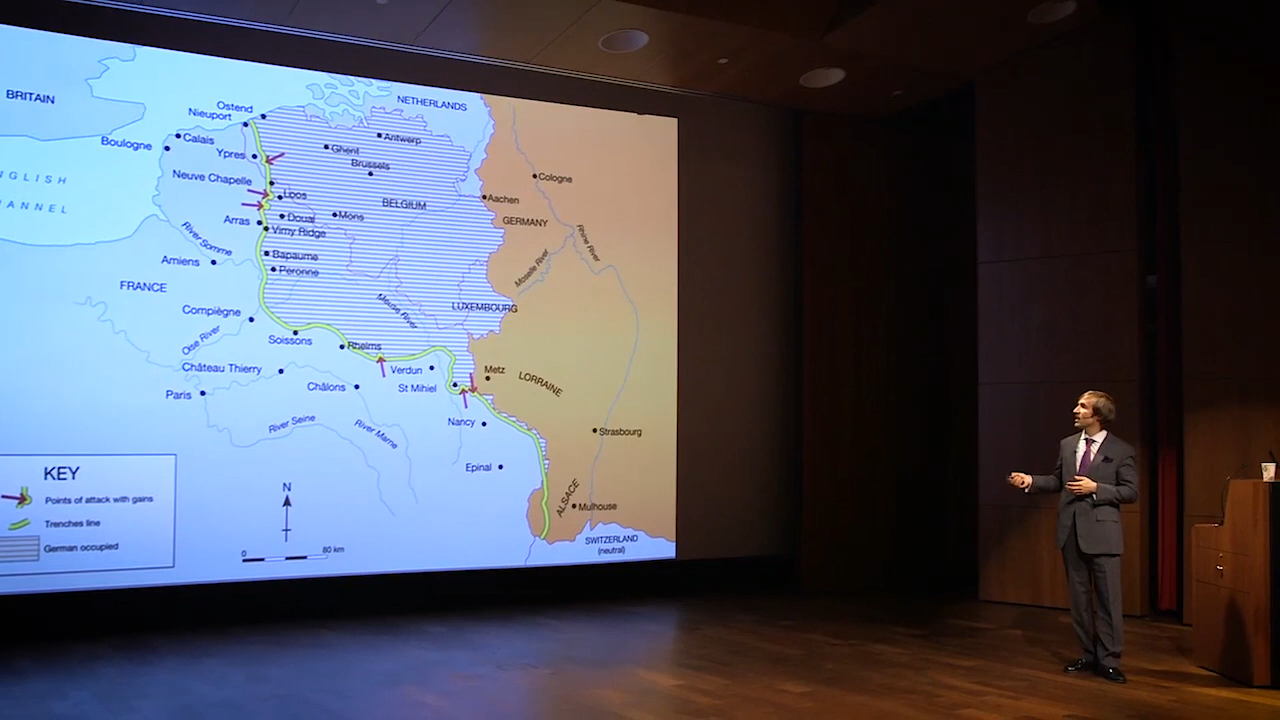 BRITAIN
NETHERLANDS
Ostend
Nieuport
Calais
Boulogne
Antwerp
Ghent
Ypres
Brussels
Cologne
NGLISH
ANNEL
Neuve Chapelle
Loos
BELGIUM
Aachen
Douai
Mons
GERMANY
Arras
Vimy Ridge
River Somme
Rhine River
Amiens
Bapaume
Peronne
Moselle River
FRANCE
Meuse River
LUXEMBOURG
Compiègne
Oise River
Soissons
Rheims
Château Thierry
Verdun
Metz
LORRAINE
Châlons
St Mihiel
Paris
River Seine
River Marne
Nancy
Strasbourg
Epinal
KEY
Points of attack with gains
Trenches line
German occupied
N
0 80 km
ALSACE
Mulhouse
SWITZERLAND
(neutral)